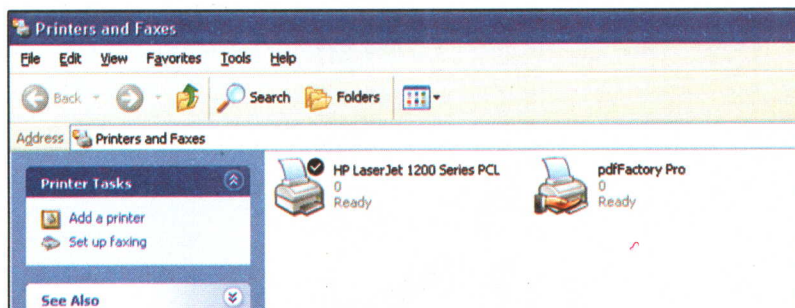 Printers and Faxes
File Edit View Favorites Tools Help
Back Search Folders
Address Printers and Faxes
Printer Tasks
Add a printer
Set up faxing
See Also
HP LaserJet 1200 Series PCL
0
Ready
pdfFactory Pro
0
Ready